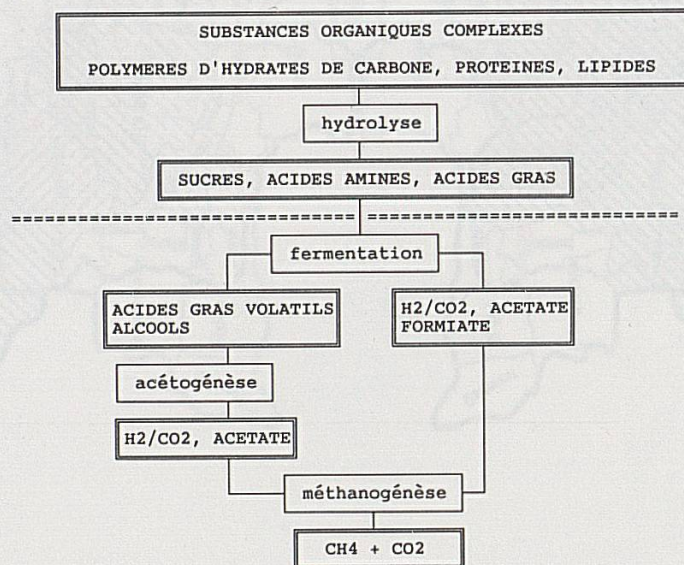 SUBSTANCES ORGANIQUES COMPLEXES
POLYMERES D'HYDRATES DE CARBONE, PROTEINES, LIPIDES
hydrolyse
SUCRES, ACIDES AMINES, ACIDES GRAS
fermentation
ACIDES GRAS VOLATILS
ALCOOLS
H2/CO2, ACETATE
FORMIATE
acétogénèse
H2/CO2, ACETATE
méthanogénèse
CH4 + CO2